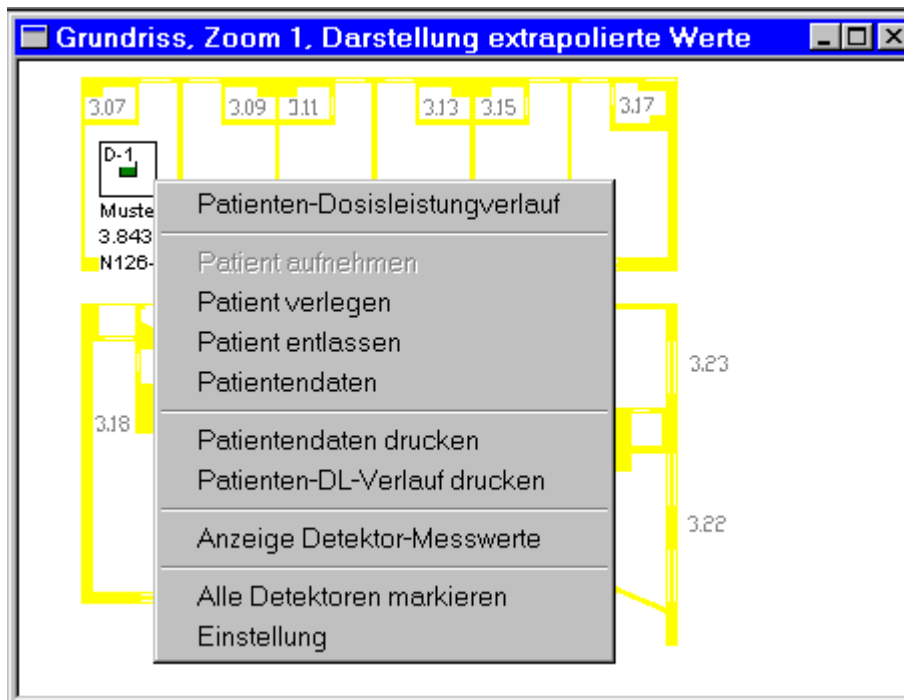 Grundriss, Zoom 1, Darstellung extrapolierte Werte
3.07
3.09
3.11
3.13
3.15
3.17
D-1
Muste
3.843
N126-
Patienten-Dosisleistungverlauf
Patient aufnehmen
Patient verlegen
Patient entlassen
Patientendaten
Patientendaten drucken
Patienten-DL-Verlauf drucken
Anzeige Detektor-Messwerte
Alle Detektoren markieren
Einstellung
3.18
3.23
3.22